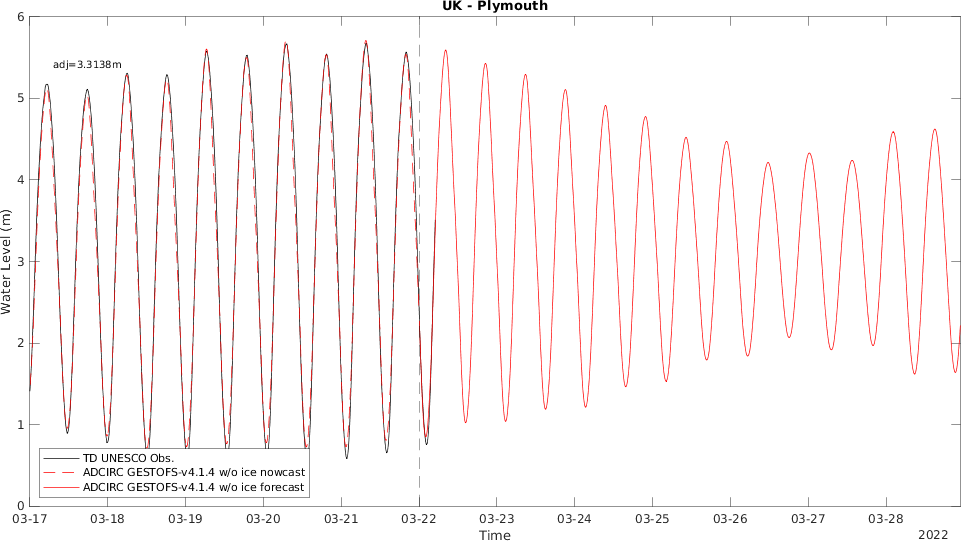 UK - Plymouth
6
adj=3.3138m
5
4
3
2
1
0
Water Level (m)
TD UNESCO Obs.
ADCIRC GESTOFS-v4.1.4 w/o ice nowcast
ADCIRC GESTOFS-v4.1.4 w/o ice forecast
03-17 03-18 03-19 03-20 03-21 03-22 03-23 03-24 03-25 03-26 03-27 03-28
Time
2022